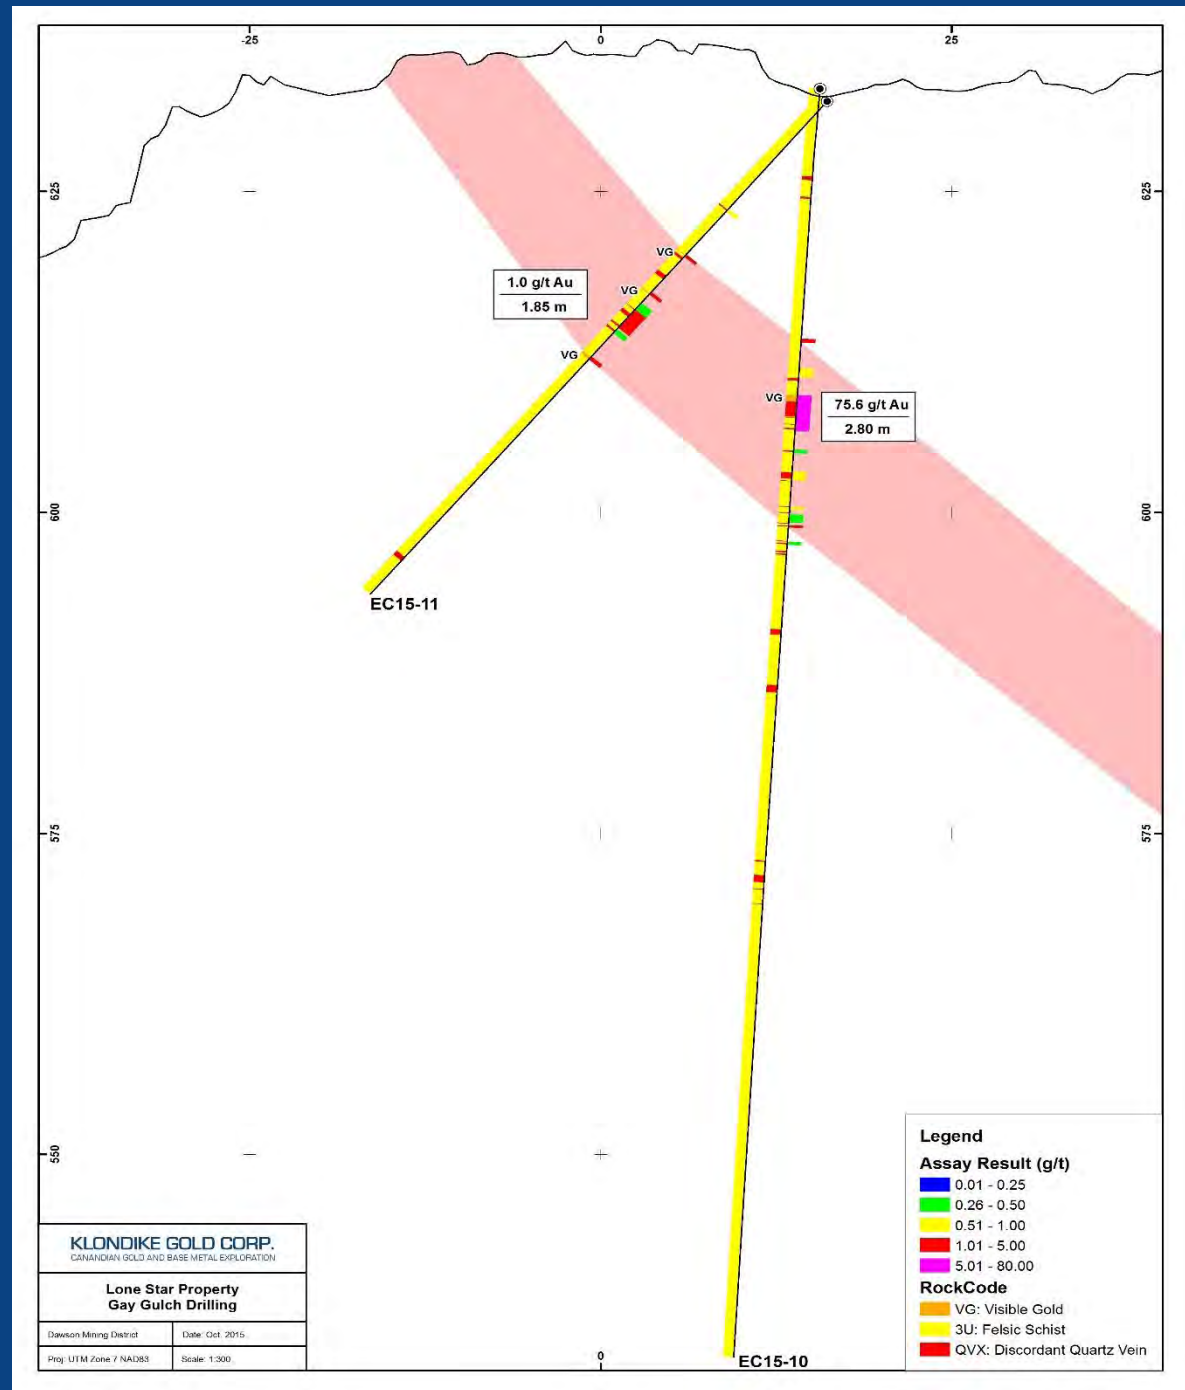 -25
0
25
625
625
VG
1.0 g/t Au
1.85 m
VG
VG
VG
75.6 g/t Au
2.80 m
600
600
EC15-11
575
575
550
550
Legend
Assay Result (g/t)
0.01 - 0.25
0.26 - 0.50
0.51 - 1.00
1.01 - 5.00
5.01 - 80.00
RockCode
VG: Visible Gold
3U: Felsic Schist
QVX: Discordant Quartz Vein
KLONDIKE GOLD CORP.
CANANDIAN GOLD AND BASE METAL EXPLORATION
Lone Star Property
Gay Gulch Drilling
Dawson Mining District
Date: Oct. 2015
Proj: UTM Zone 7 NAD83
Scale: 1:300
0
EC15-10